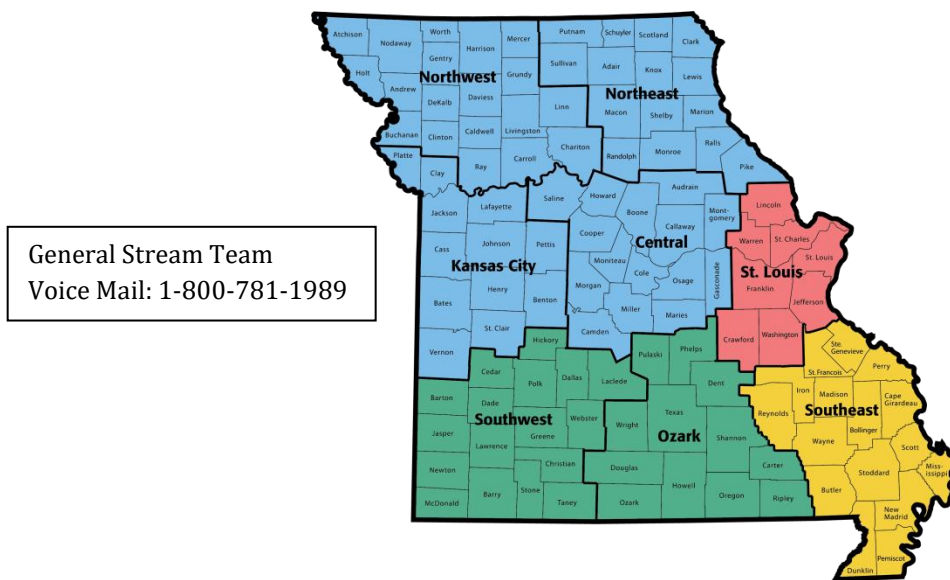 General Stream Team
Voice Mail: 1-800-781-1989
Atchison
Nodaway
Worth
Harrison
Mercer
Putnam
Schuyler
Scotland
Clark
Gentry
Sullivan
Adair
Knox
Lewis
Holt
Andrew
Northwest
Grundy
Northeast
DeKalb
Daviess
Linn
Macon
Shelby
Marion
Buchanan
Clinton
Caldwell
Livingston
Chariton
Ralls
Platte
Clay
Ray
Carroll
Randolph
Monroe
Pike
Jackson
Lafayette
Saline
Howard
Boone
Audrain
Callaway
Mont-
gomery
Lincoln
Cass
Johnson
Pettis
Cooper
Central
Warren
St. Charles
St. Louis
Kansas City
Moniteau
Cole
Osage
Gasconade
St. Louis
Franklin
Jefferson
Bates
Henry
Benton
Morgan
Miller
Maries
St. Clair
Camden
Crawford
Washington
Vernon
Hickory
Pulaski
Phelps
Ste.
Genevieve
St. Francois
Perry
Cedar
Polk
Dallas
Laclede
Dent
Iron
Madison
Cape
Girardeau
Barton
Dade
Southwest
Webster
Wright
Texas
Reynolds
Southeast
Bollinger
Jasper
Lawrence
Greene
Ozark
Shannon
Wayne
Scott
Newton
Christian
Douglas
Carter
Stoddard
Miss-
issippi
McDonald
Barry
Stone
Taney
Ozark
Howell
Oregon
Ripley
Butler
New
Madrid
Dunklin
Pemiscot